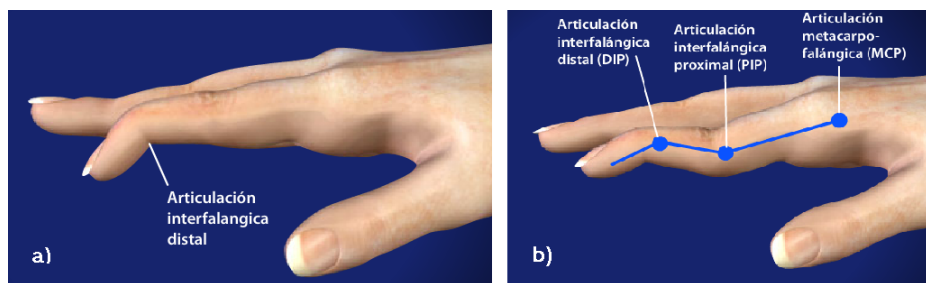 Articulación
interfalangica
distal
a)
Articulación
interfalángica
distal (DIP)
Articulación
interfalángica
proximal (PIP)
Articulación
metacarpo-
falángica (MCP)
b)